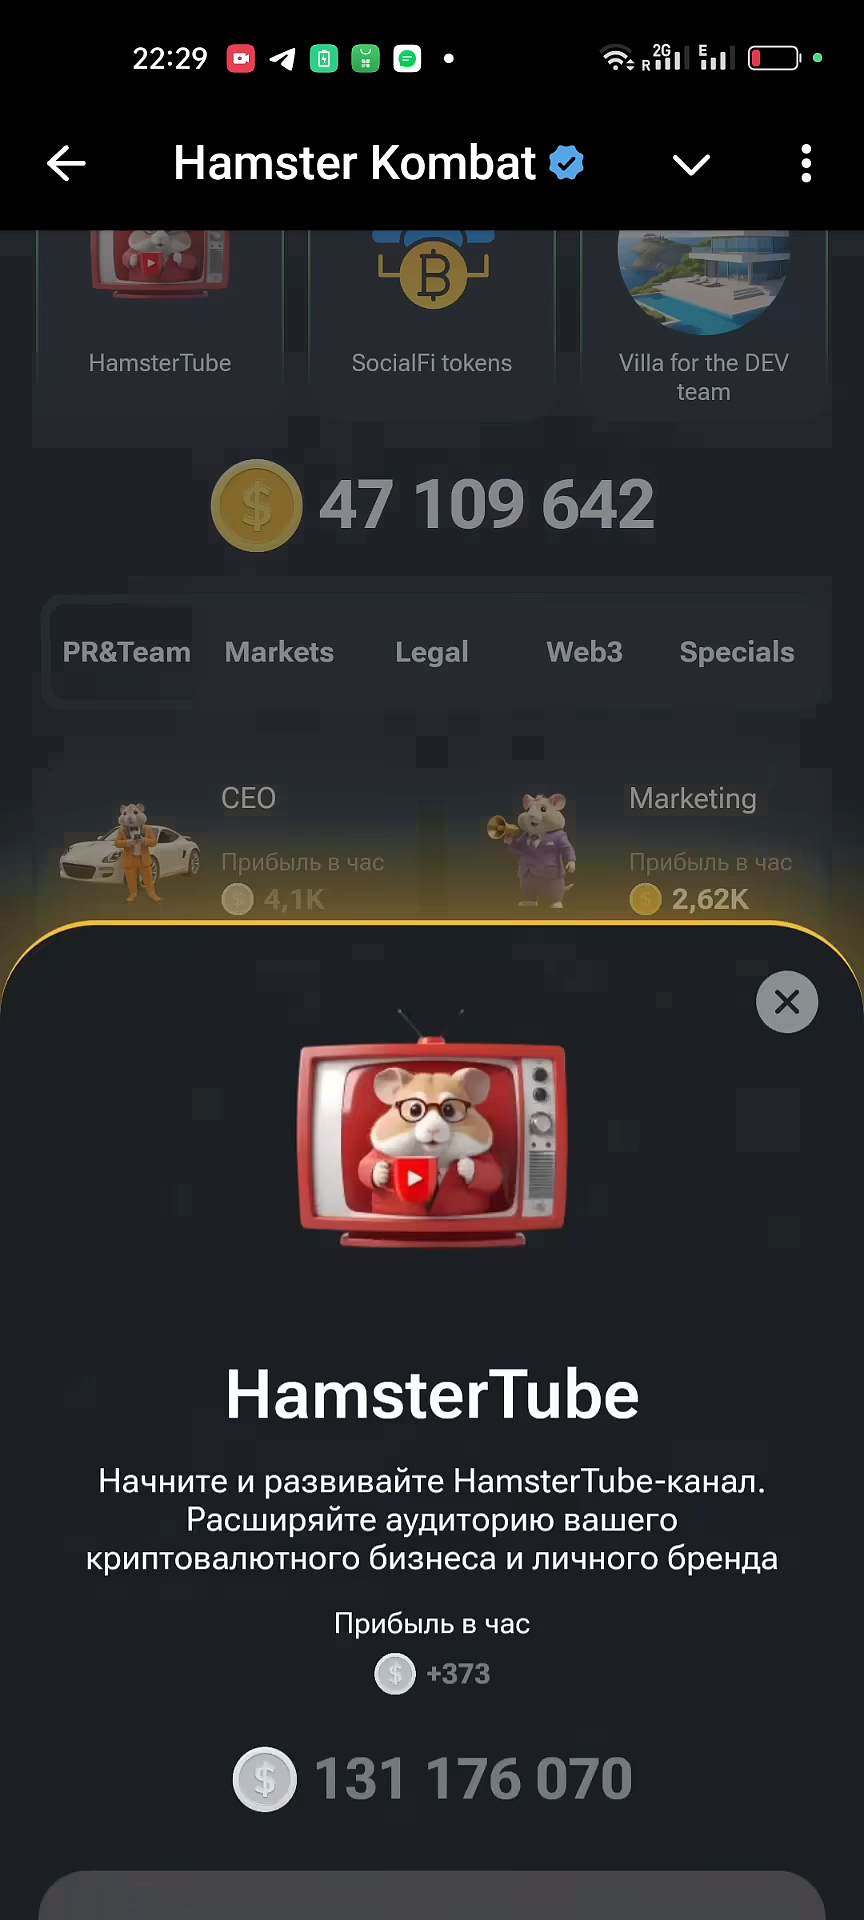 22:29
2G
R
E
Hamster Kombat
HamsterTube
SocialFi tokens
Villa for the DEV
team
47 109 642
PR&Team
Markets
Legal
Web3
Specials
CEO
Прибыль в час
4,1K
Marketing
Прибыль в час
2,62K
HamsterTube
Начните и развивайте HamsterTube-канал.
Расширяйте аудиторию вашего
криптовалютного бизнеса и личного бренда
Прибыль в час
+373
131 176 070